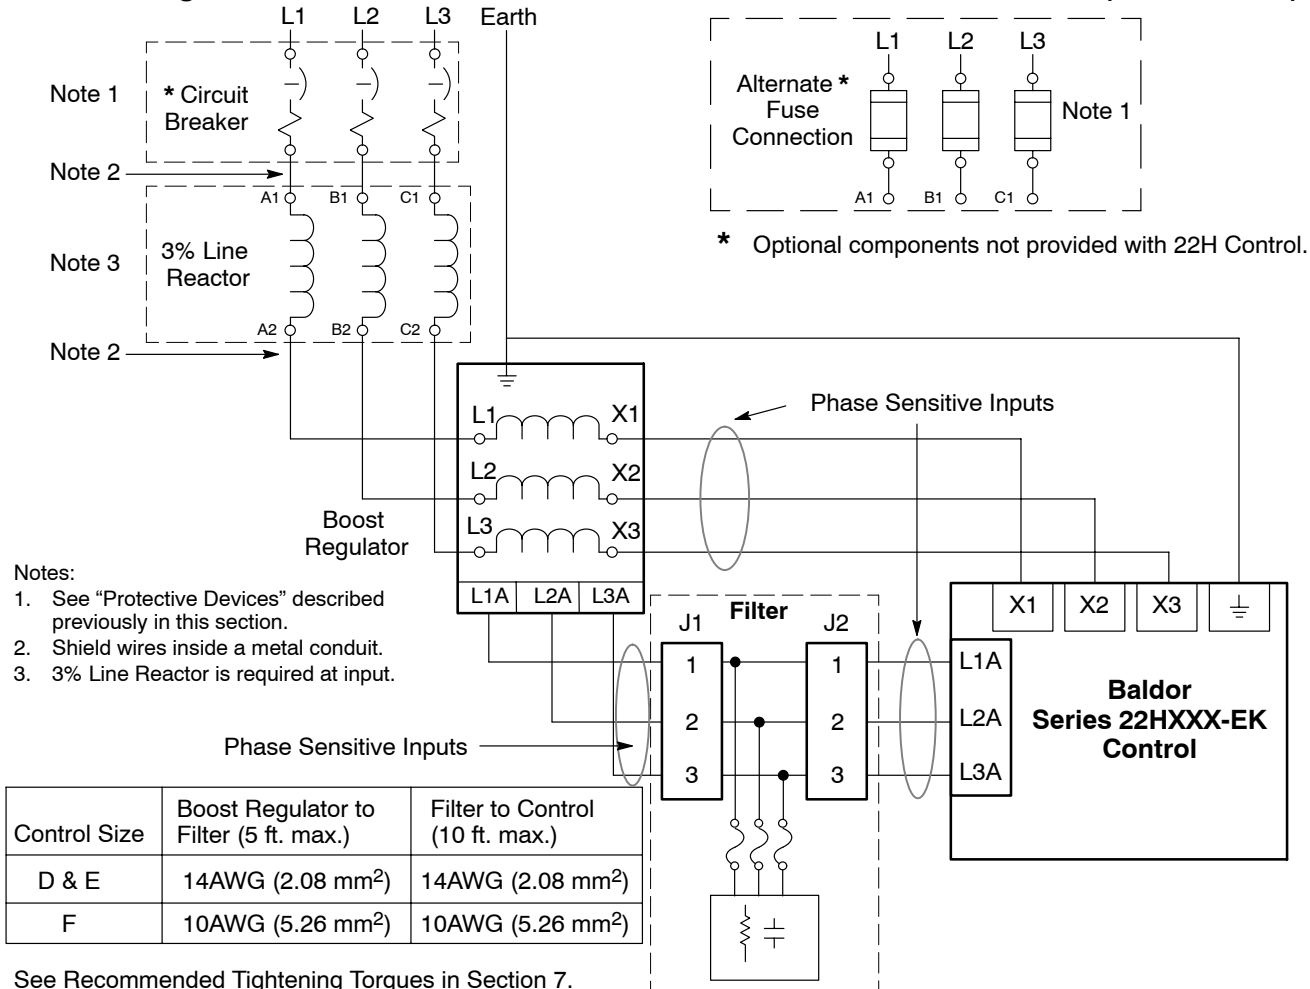 L1 L2 L3 Earth
Note 1
* Circuit
Breaker
Note 2
A1 B1 C1
Note 3
3% Line
Reactor
A2 B2 C2
Note 2
L1 L2 L3
Alternate *
Fuse
Connection
Note 1
A1 B1 C1
* Optional components not provided with 22H Control.
Phase Sensitive Inputs
L1 X1
L2 X2
L3 X3
Boost
Regulator
L1A L2A L3A
Notes:
1. See “Protective Devices” described
previously in this section.
2. Shield wires inside a metal conduit.
3. 3% Line Reactor is required at input.
Phase Sensitive Inputs
Filter
J1 J2
1 1
2 2
3 3
X1 X2 X3
L1A
L2A
L3A
Baldor
Series 22HXXX-EK
Control
Control Size
Boost Regulator to
Filter (5 ft. max.)
Filter to Control
(10 ft. max.)
D & E 14AWG (2.08 mm²) 14AWG (2.08 mm²)
F 10AWG (5.26 mm²) 10AWG (5.26 mm²)
See Recommended Tightening Torques in Section 7.